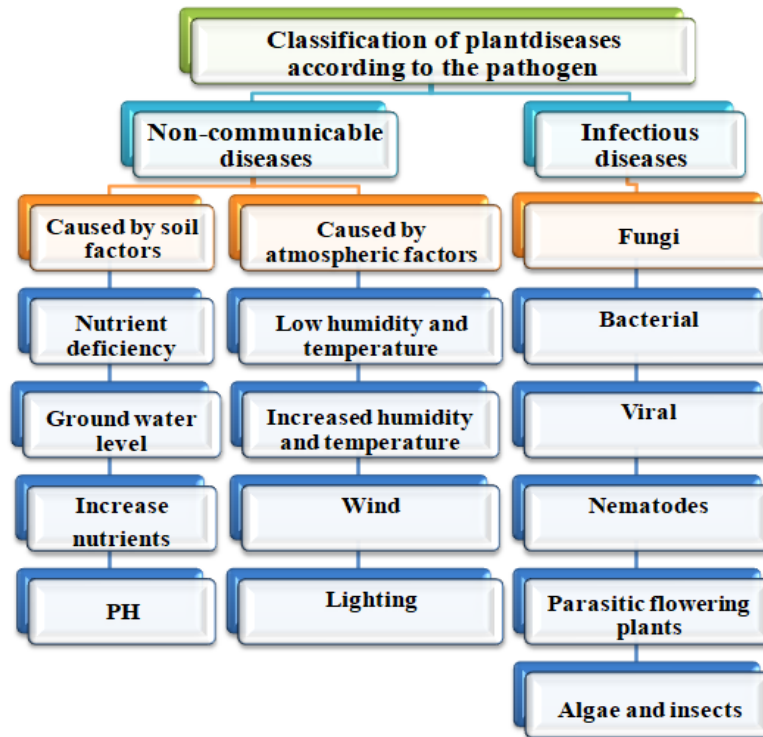 Classification of plantdiseases
according to the pathogen
Non-communicable
diseases
Infectious
diseases
Caused by soil
factors
Caused by
atmospheric factors
Fungi
Nutrient
deficiency
Low humidity and
temperature
Bacterial
Ground water
level
Increased humidity
and temperature
Viral
Increase
nutrients
Wind
Nematodes
PH
Lighting
Parasitic flowering
plants
Algae and insects